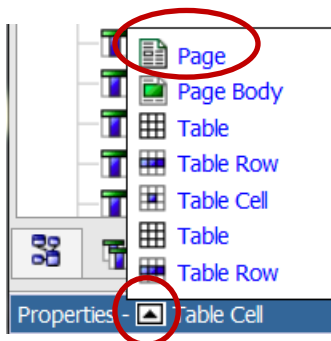 Page
Page Body
Table
Table Row
Table Cell
Table
Table Row
Properties - Table Cell